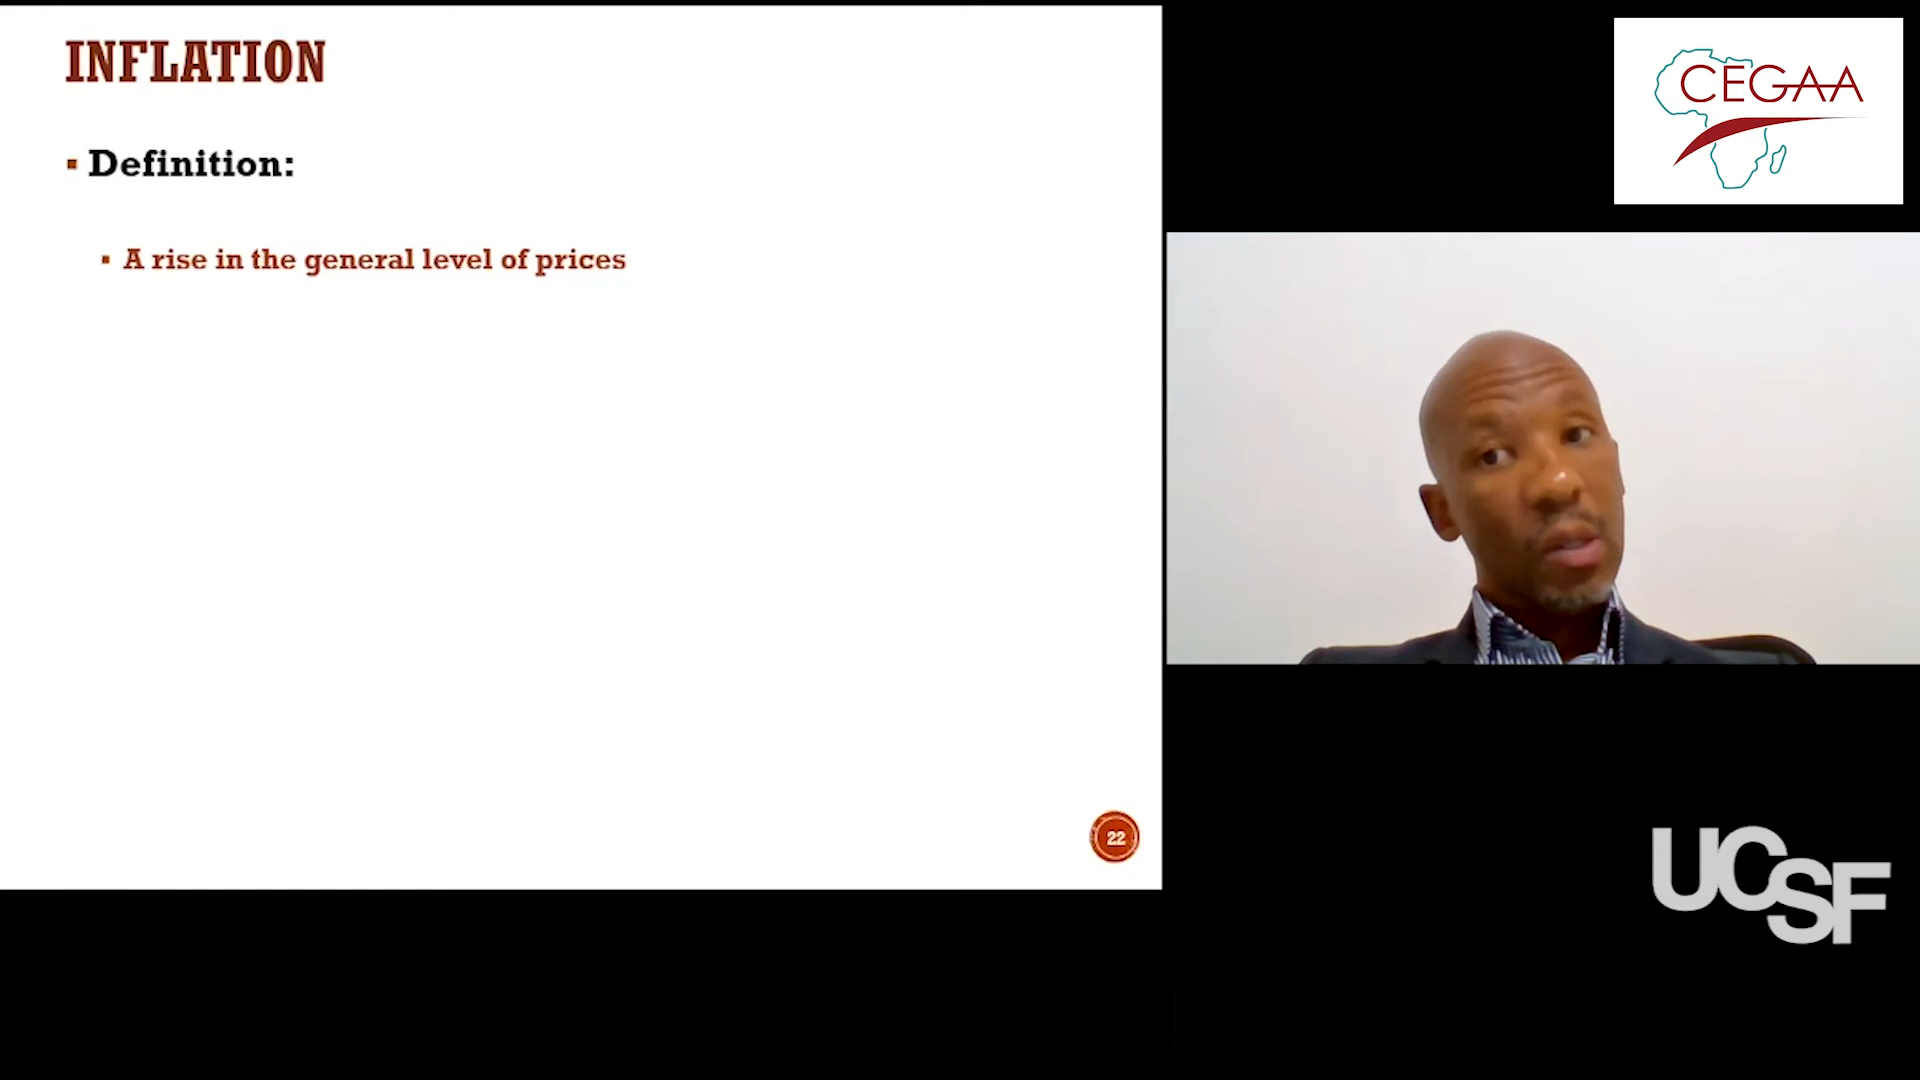 INFLATION
▪ Definition:
▪ A rise in the general level of prices
22
CEGAA
UCSF